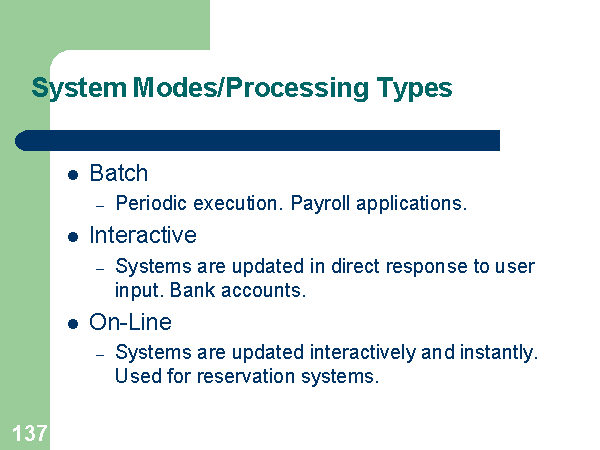 System Modes/Processing Types
● Batch
– Periodic execution. Payroll applications.
● Interactive
– Systems are updated in direct response to user
input. Bank accounts.
● On-Line
– Systems are updated interactively and instantly.
Used for reservation systems.
137